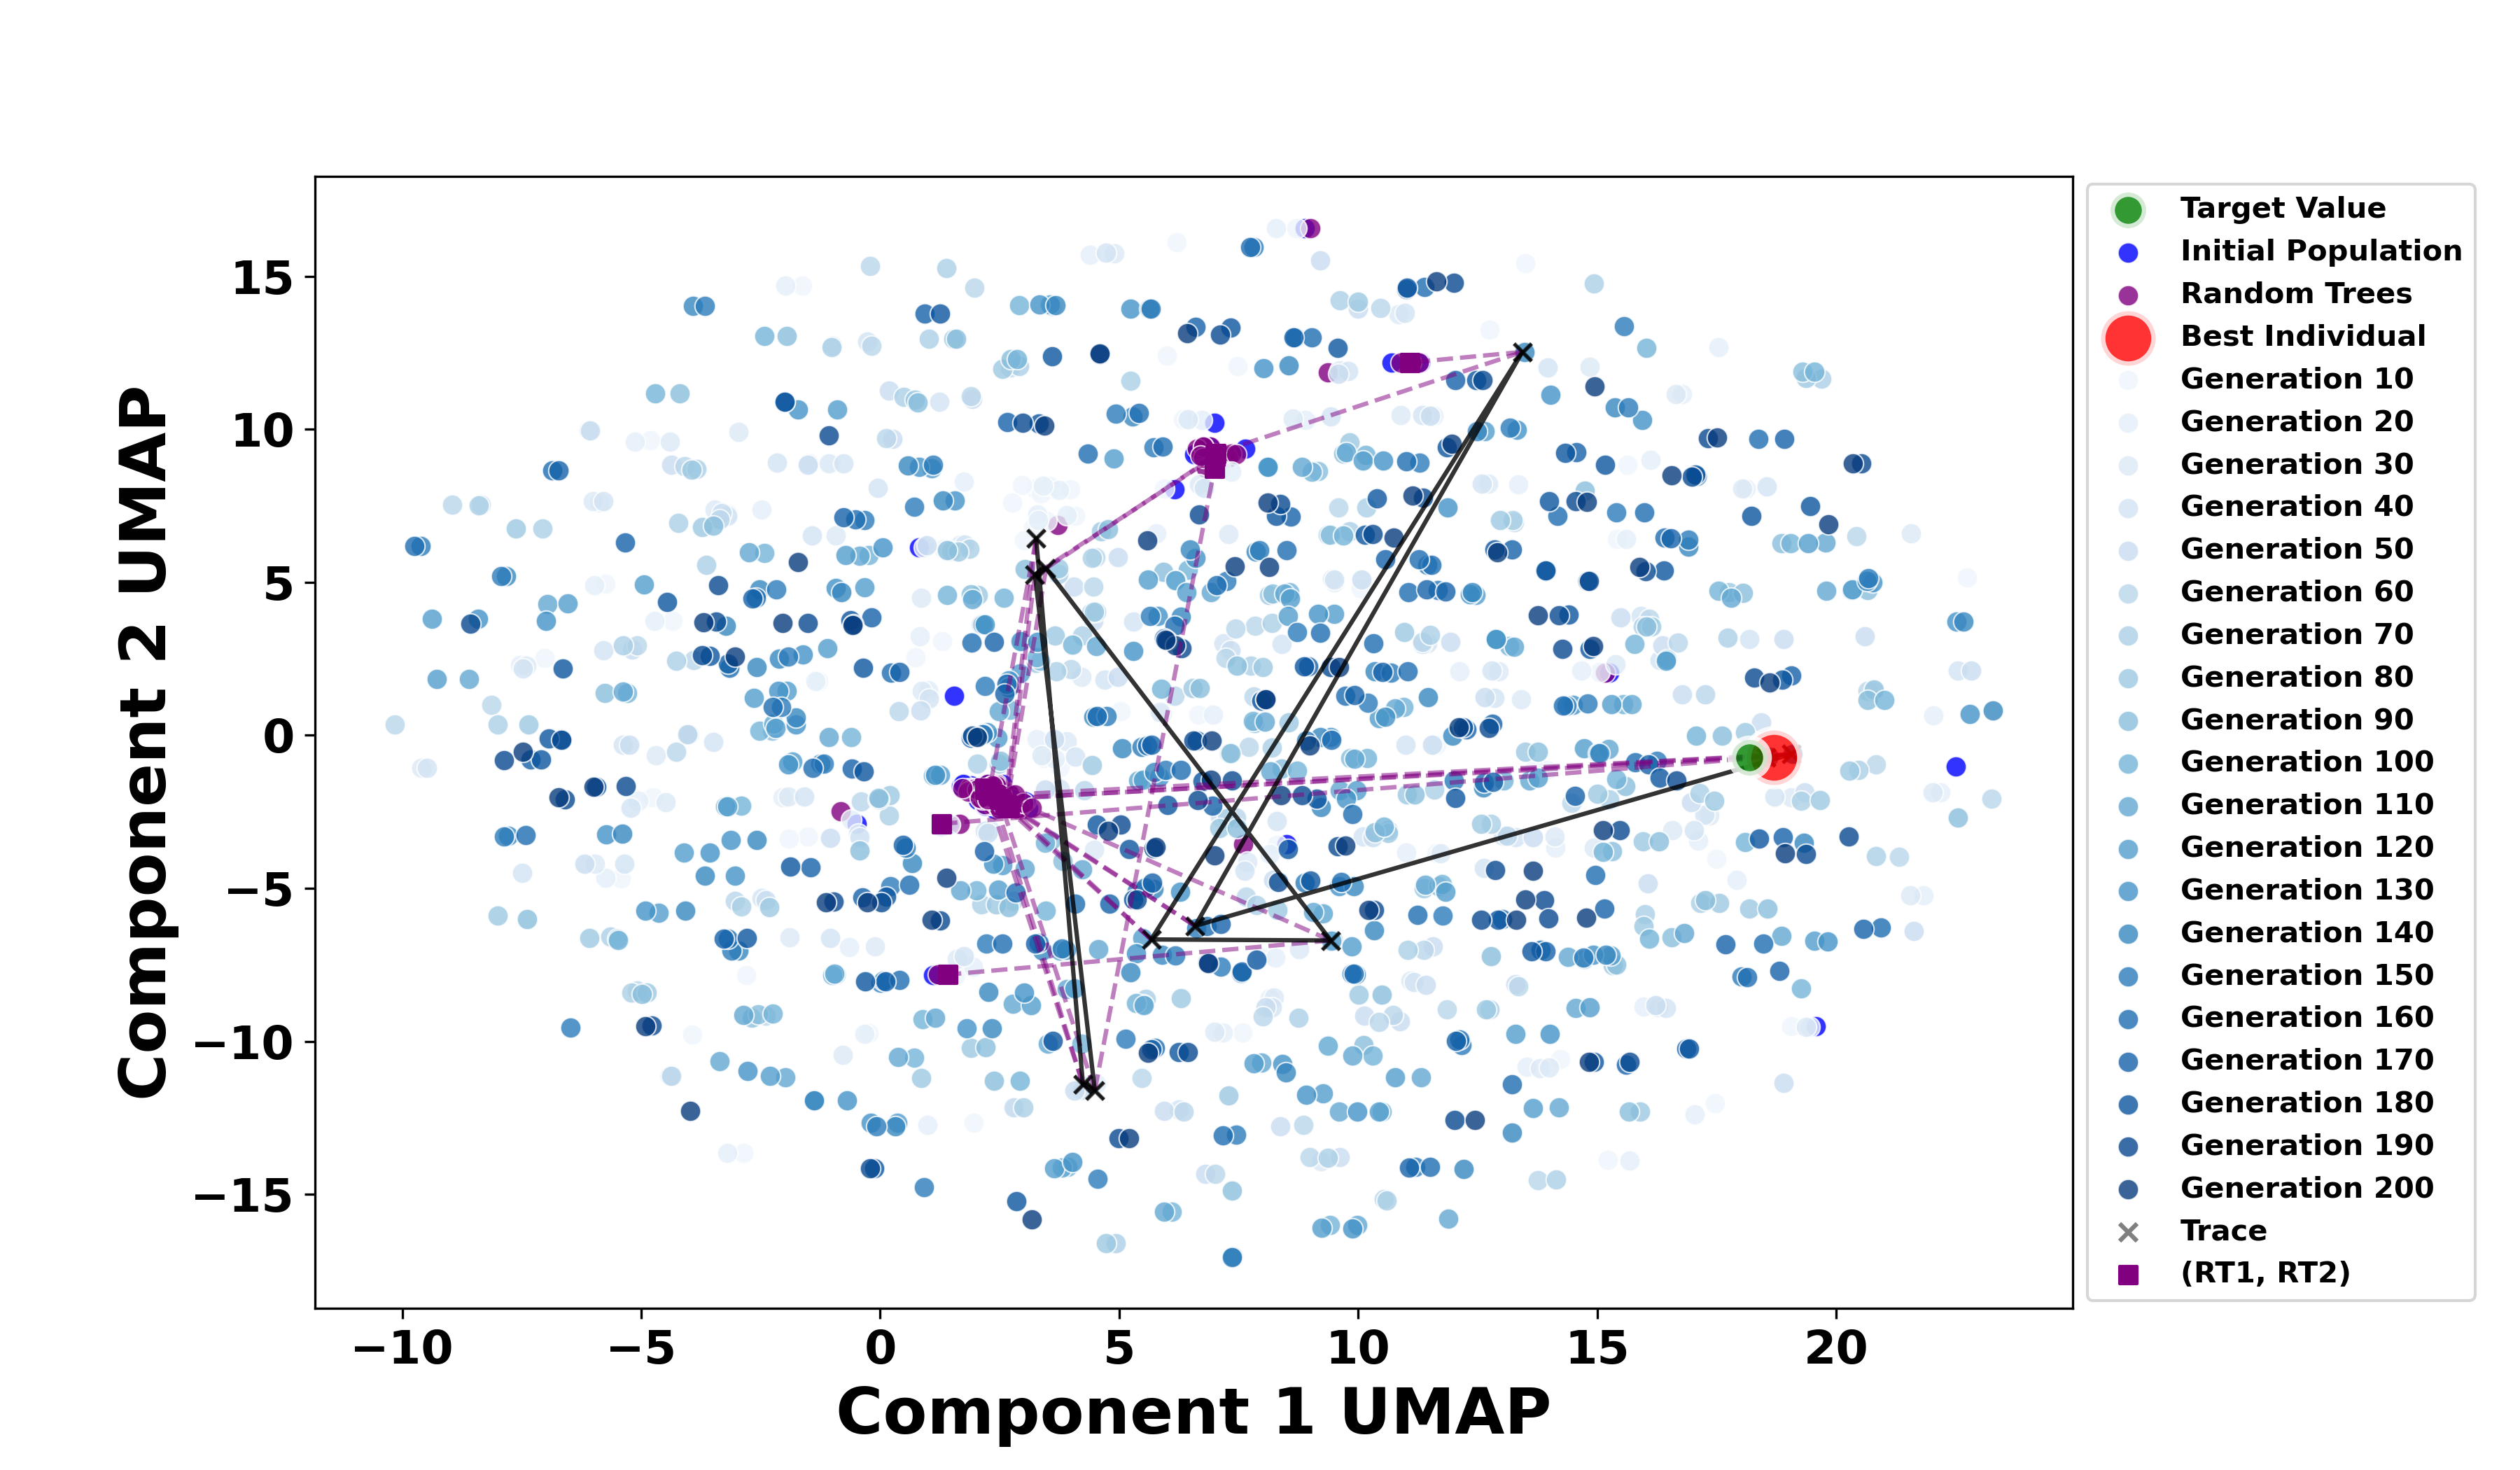 Component 2 UMAP
15
10
5
0
−5
−10
−15
−10
−5
0
5
10
15
20
Component 1 UMAP
Target Value
Initial Population
Random Trees
Best Individual
Generation 10
Generation 20
Generation 30
Generation 40
Generation 50
Generation 60
Generation 70
Generation 80
Generation 90
Generation 100
Generation 110
Generation 120
Generation 130
Generation 140
Generation 150
Generation 160
Generation 170
Generation 180
Generation 190
Generation 200
Trace
(RT1, RT2)